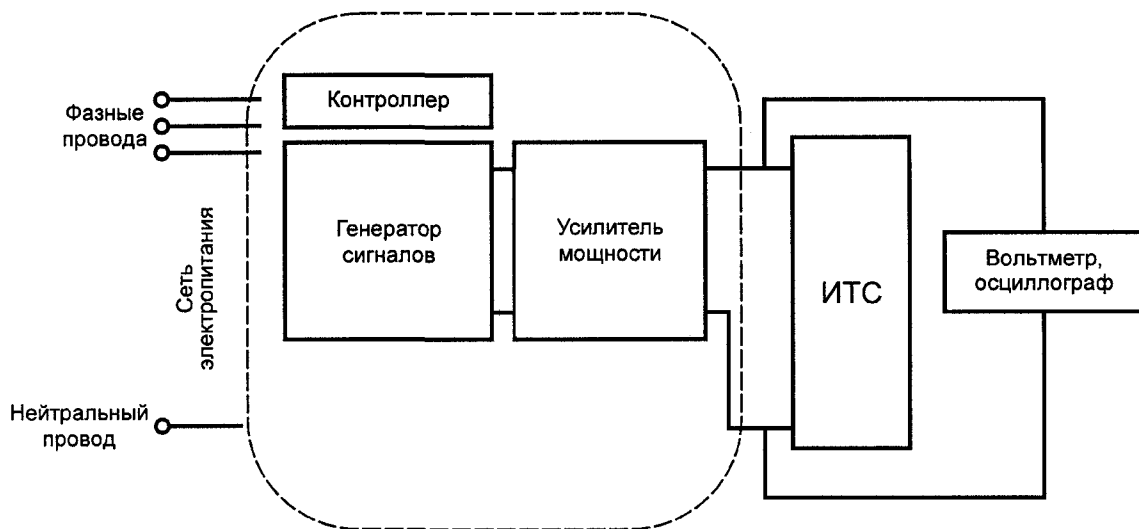 Фазные
провода
Контроллер
Генератор
сигналов
Усилитель
мощности
ИТС
Вольтметр,
осциллограф
Сеть
электропитания
Нейтральный
провод